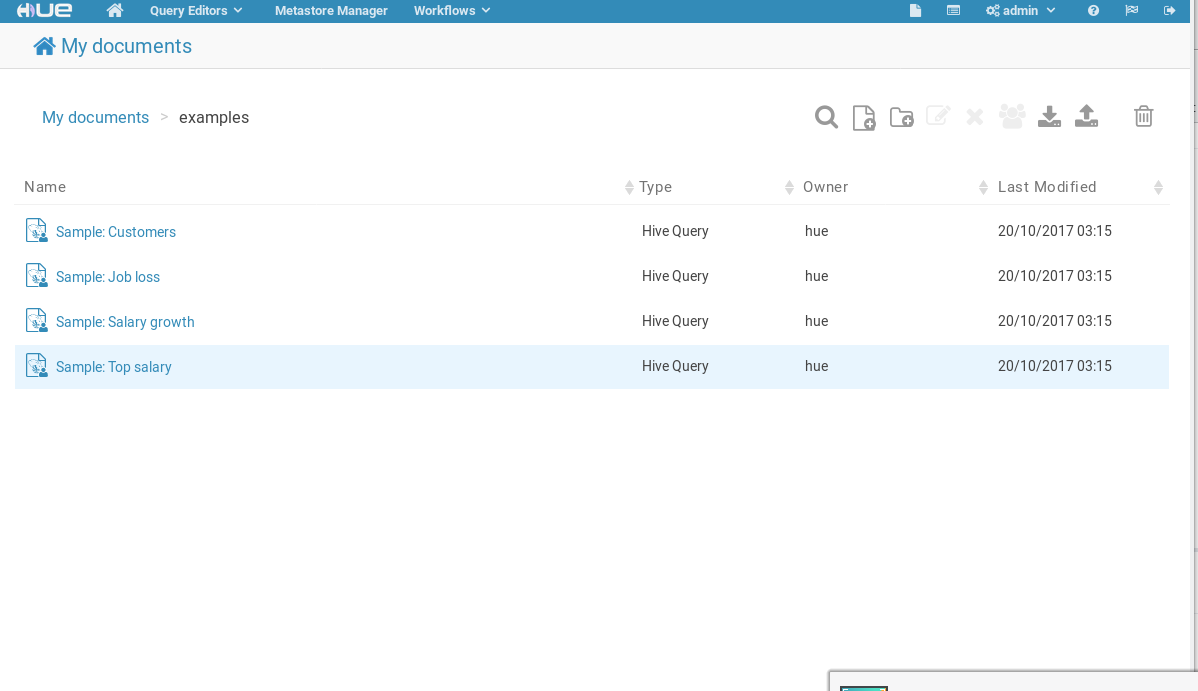 HUE Query Editors Metastore Manager Workflows admin
My documents
My documents > examples
Name Type Owner Last Modified
Sample: Customers Hive Query hue 20/10/2017 03:15
Sample: Job loss Hive Query hue 20/10/2017 03:15
Sample: Salary growth Hive Query hue 20/10/2017 03:15
Sample: Top salary Hive Query hue 20/10/2017 03:15